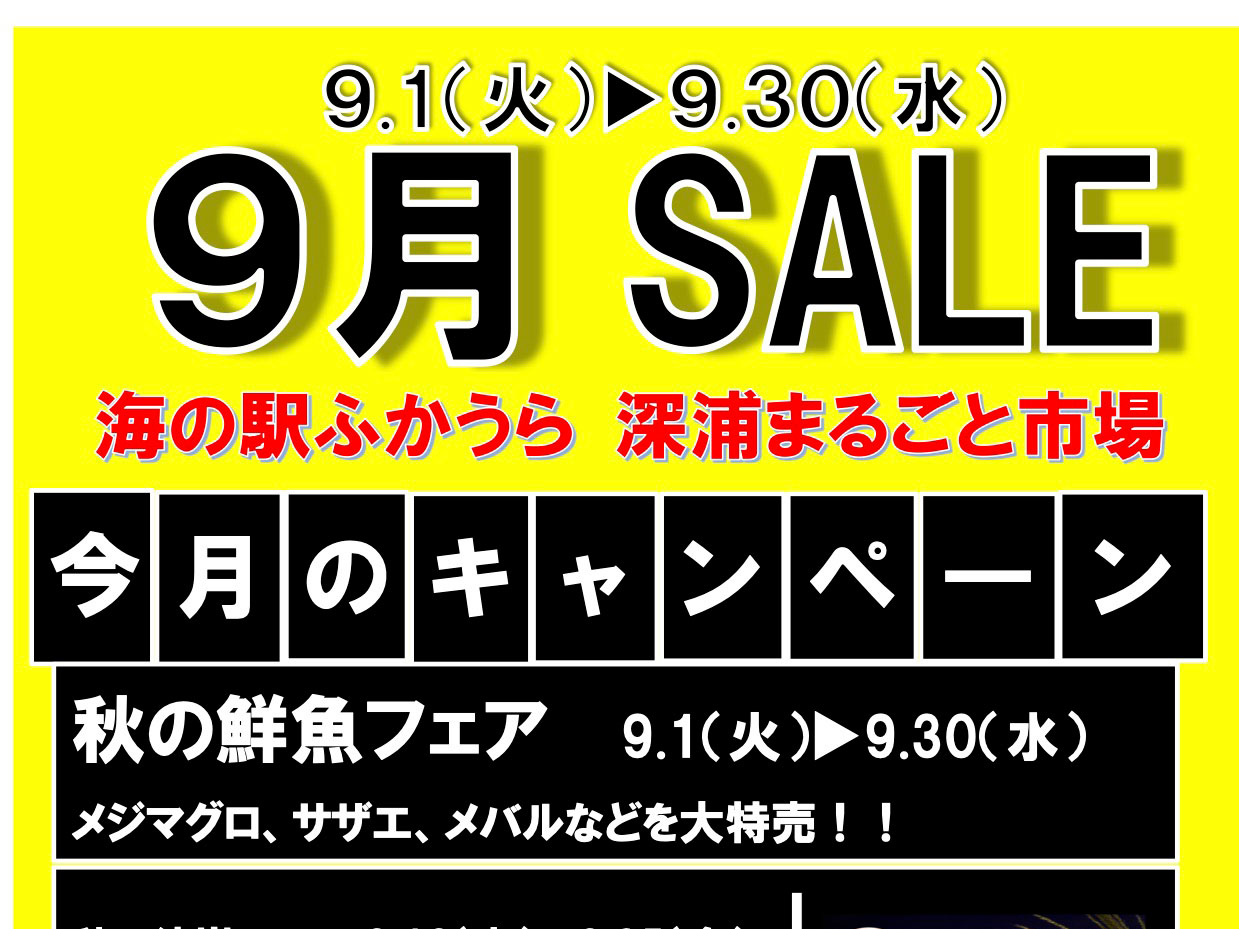 9.1(火)▶9.30(水)
9月 SALE
海の駅ふかうら 深浦まるごと市場
今月のキャンペーン
秋の鮮魚フェア 9.1(火)▶9.30(水)
メジマグロ、サザエ、メバルなどを大特売！！